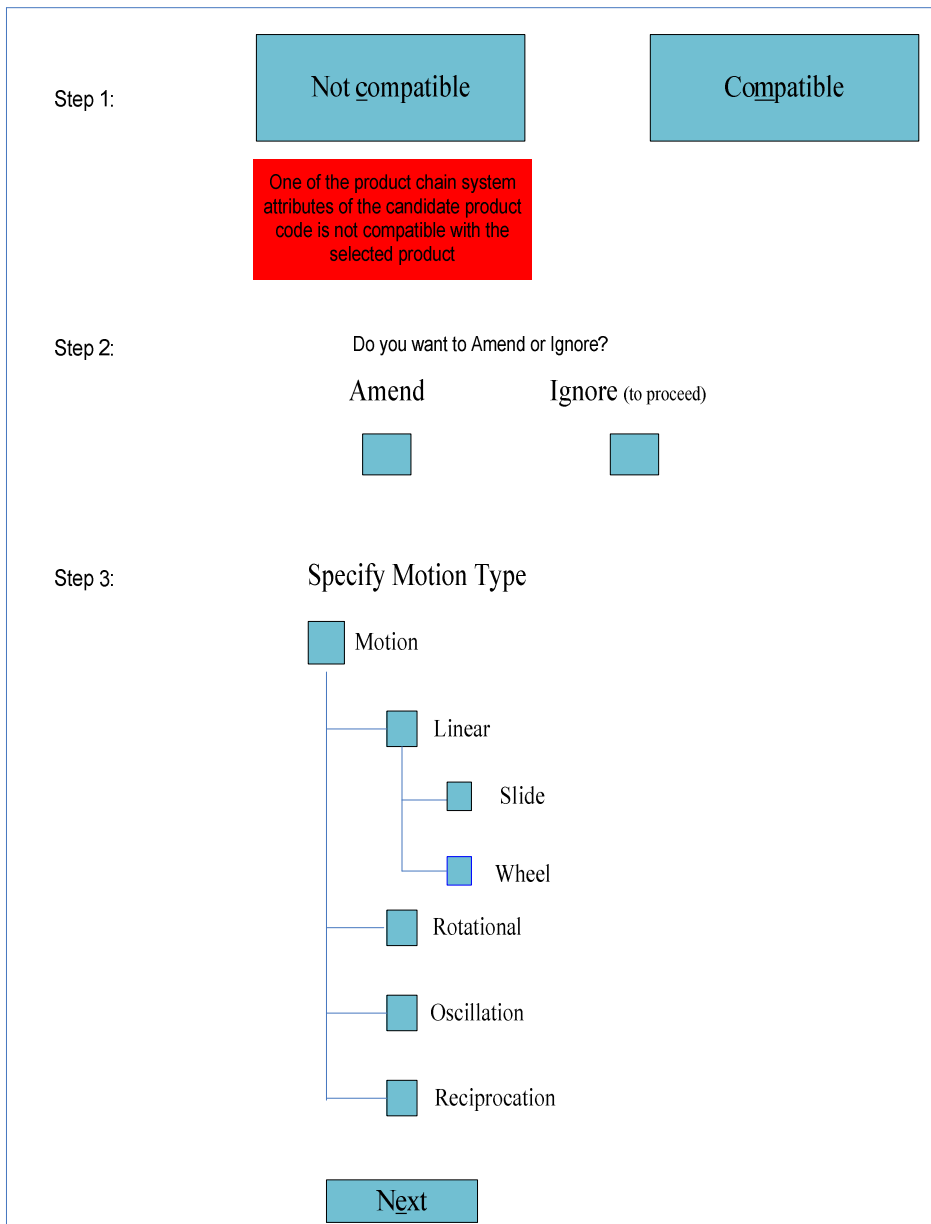 Step 1:
Not compatible
Compatible
One of the product chain system
attributes of the candidate product
code is not compatible with the
selected product
Step 2:
Do you want to Amend or Ignore?
Amend
Ignore (to proceed)
Step 3:
Specify Motion Type
Motion
Linear
Slide
Wheel
Rotational
Oscillation
Reciprocation
Next